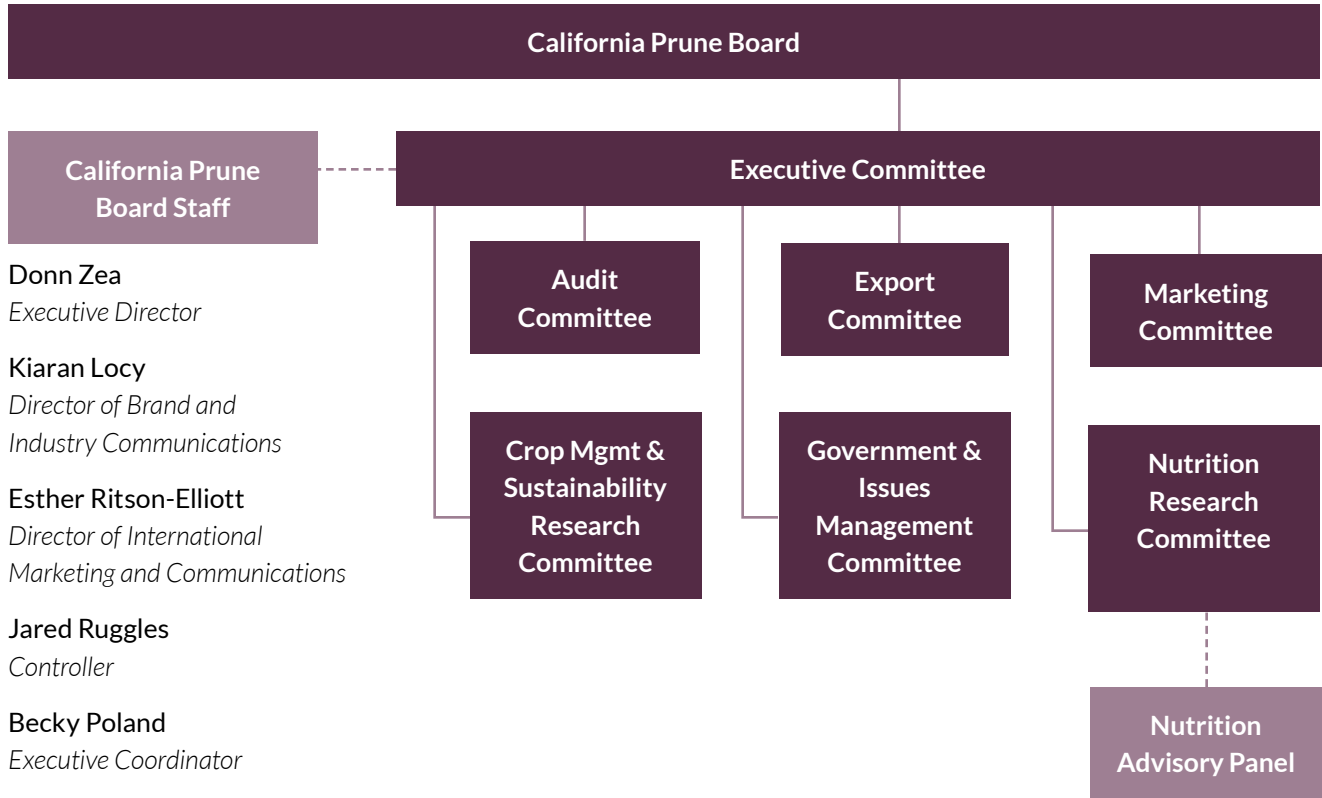 California Prune Board
California Prune
Board Staff
Executive Committee
Donn Zea
Executive Director
Kiaran Locy
Director of Brand and
Industry Communications
Esther Ritson-Elliott
Director of International
Marketing and Communications
Jared Ruggles
Controller
Becky Poland
Executive Coordinator
Audit
Committee
Export
Committee
Marketing
Committee
Crop Mgmt &
Sustainability
Research
Committee
Government &
Issues
Management
Committee
Nutrition
Research
Committee
Nutrition
Advisory Panel